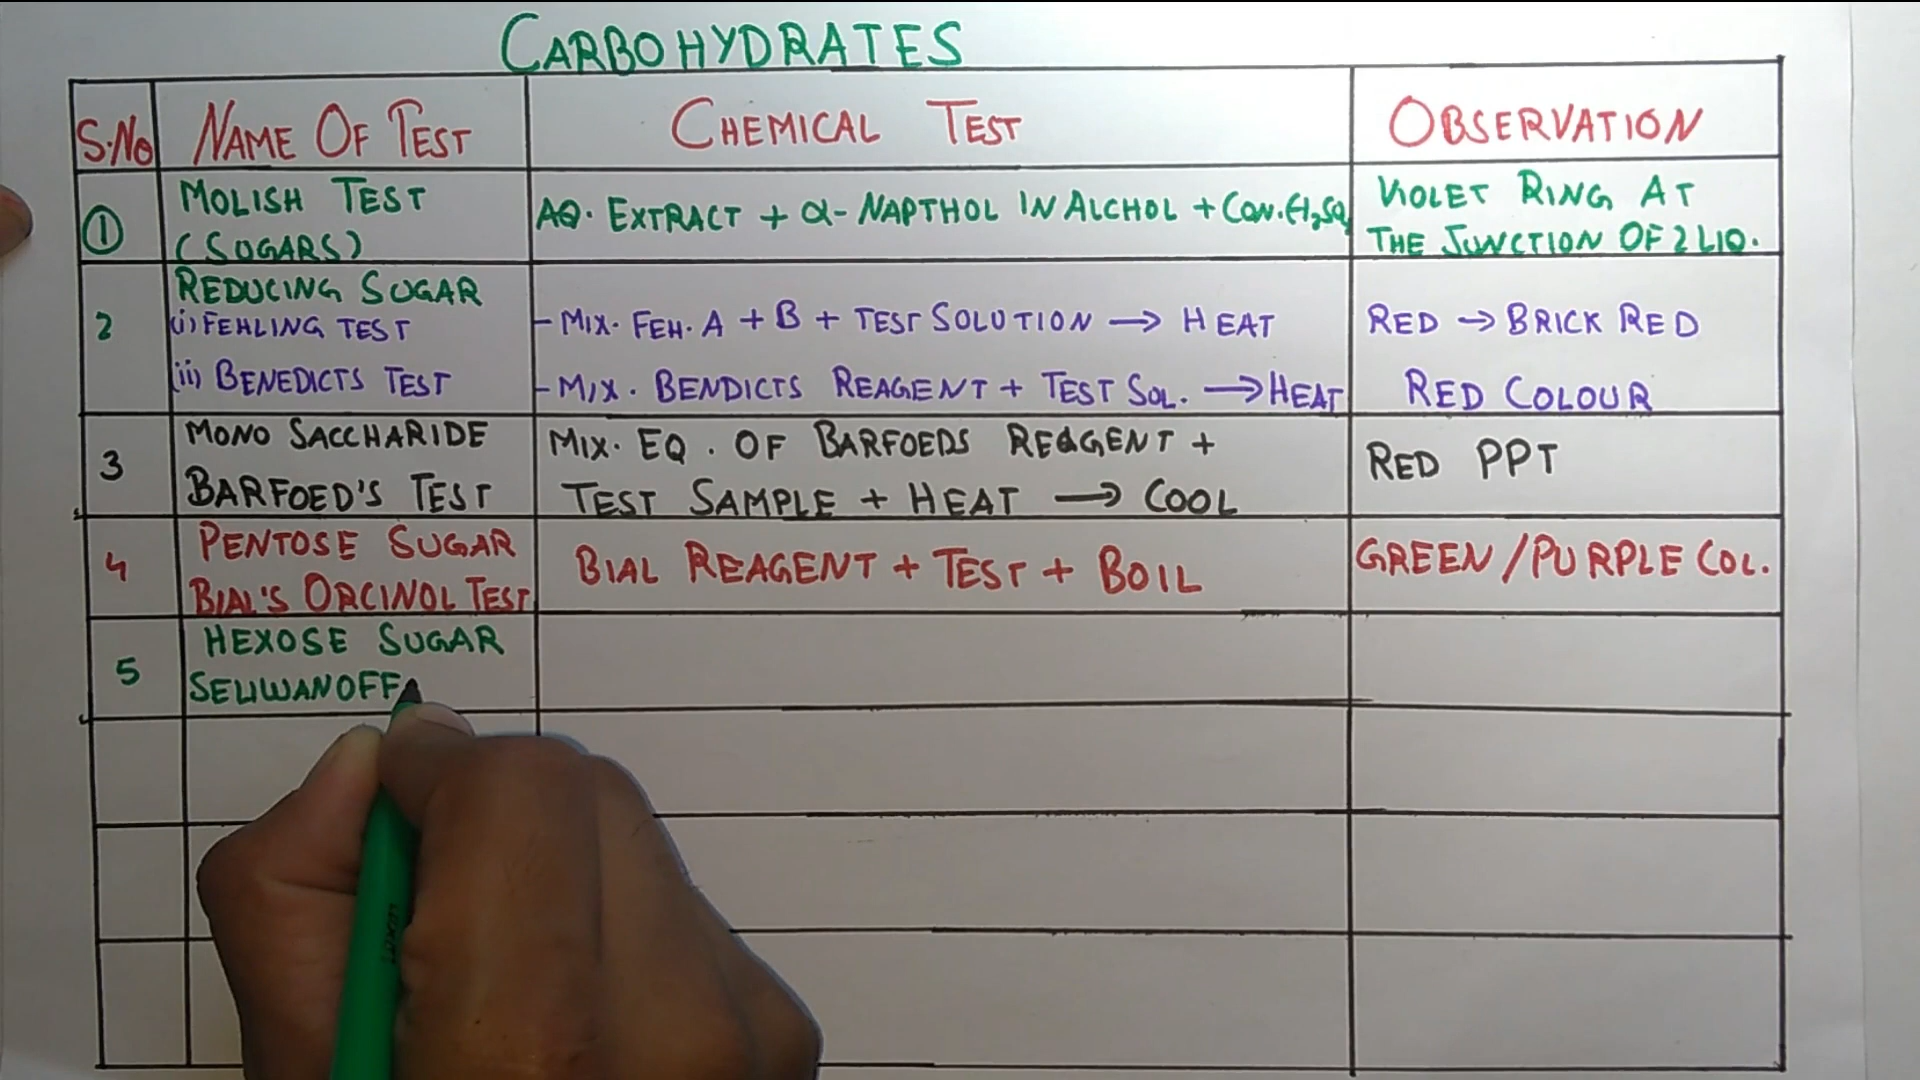 CARBOHYDRATES
S.No NAME OF TEST CHEMICAL TEST OBSERVATION
1 MOLISH TEST (SUGARS) AQ. EXTRACT + α- NAPTHOL IN ALCHOL + CON. H2SO4 VIOLET RING AT THE JUNCTION OF 2 LIQ.
2 REDUCING SUGAR
(i) FEHLING TEST - MIX. FEH. A + B + TEST SOLUTION → HEAT RED → BRICK RED
(ii) BENEDICTS TEST - MIX. BENDICTS REAGENT + TEST SOL. → HEAT RED COLOUR
3 MONO SACCHARIDE BARFOED'S TEST MIX. EQ. OF BARFOEDS REAGENT + TEST SAMPLE + HEAT → COOL RED PPT
4 PENTOSE SUGAR BIAL'S ORCINOL TEST BIAL REAGENT + TEST + BOIL GREEN/PURPLE COL.
5 HEXOSE SUGAR SELIWANOFF